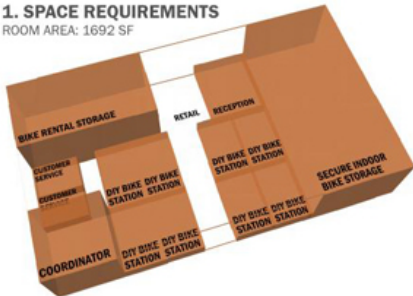 1. SPACE REQUIREMENTS
ROOM AREA: 1692 SF
BIKE RENTAL STORAGE
RETAIL
RECEPTION
CUSTOMER
SERVICE
CUSTOMER
DIY BIKE DIY BIKE
STATION STATION
DIY BIKE DIY BIKE
STATION STATION
SECURE INDOOR
BIKE STORAGE
COORDINATOR
DIY BIKE DIY BIKE
STATION STATION
DIY BIKE DIY BIKE
STATION STATION